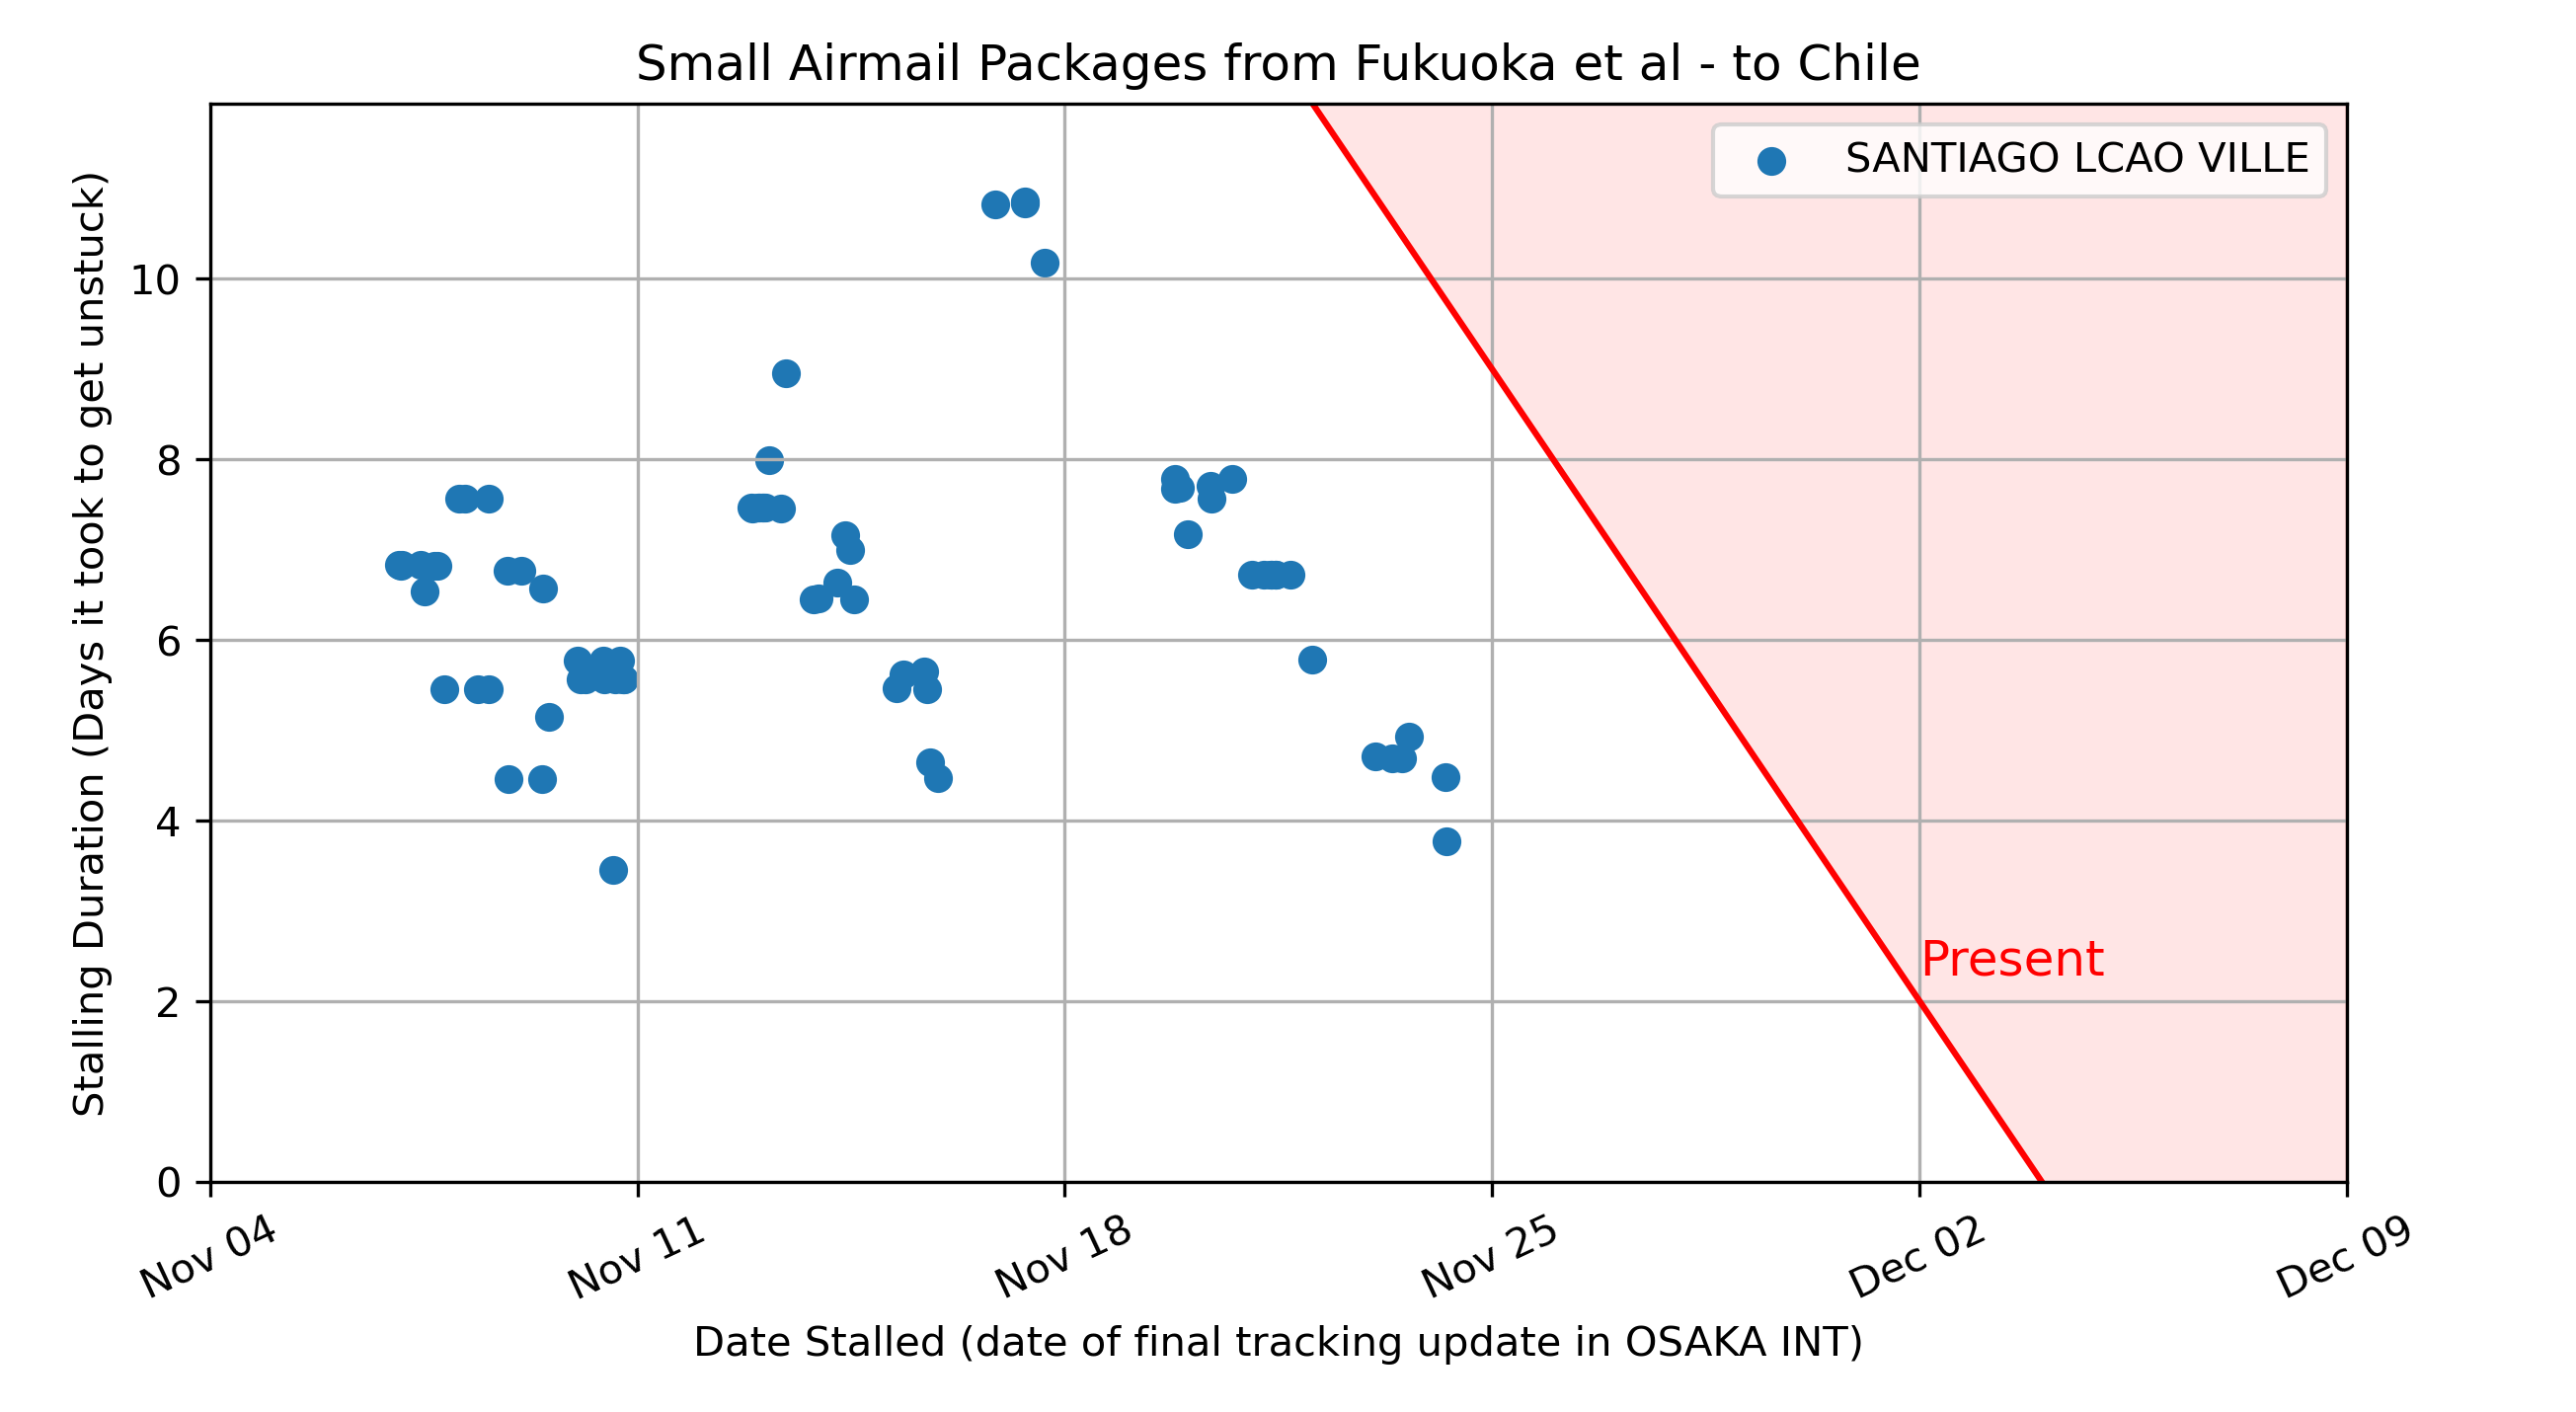 Small Airmail Packages from Fukuoka et al - to Chile
SANTIAGO LCAO VILLE
Stalling Duration (Days it took to get unstuck)
10
8
6
4
2
0
Present
Nov 04
Nov 11
Nov 18
Nov 25
Dec 02
Dec 09
Date Stalled (date of final tracking update in OSAKA INT)